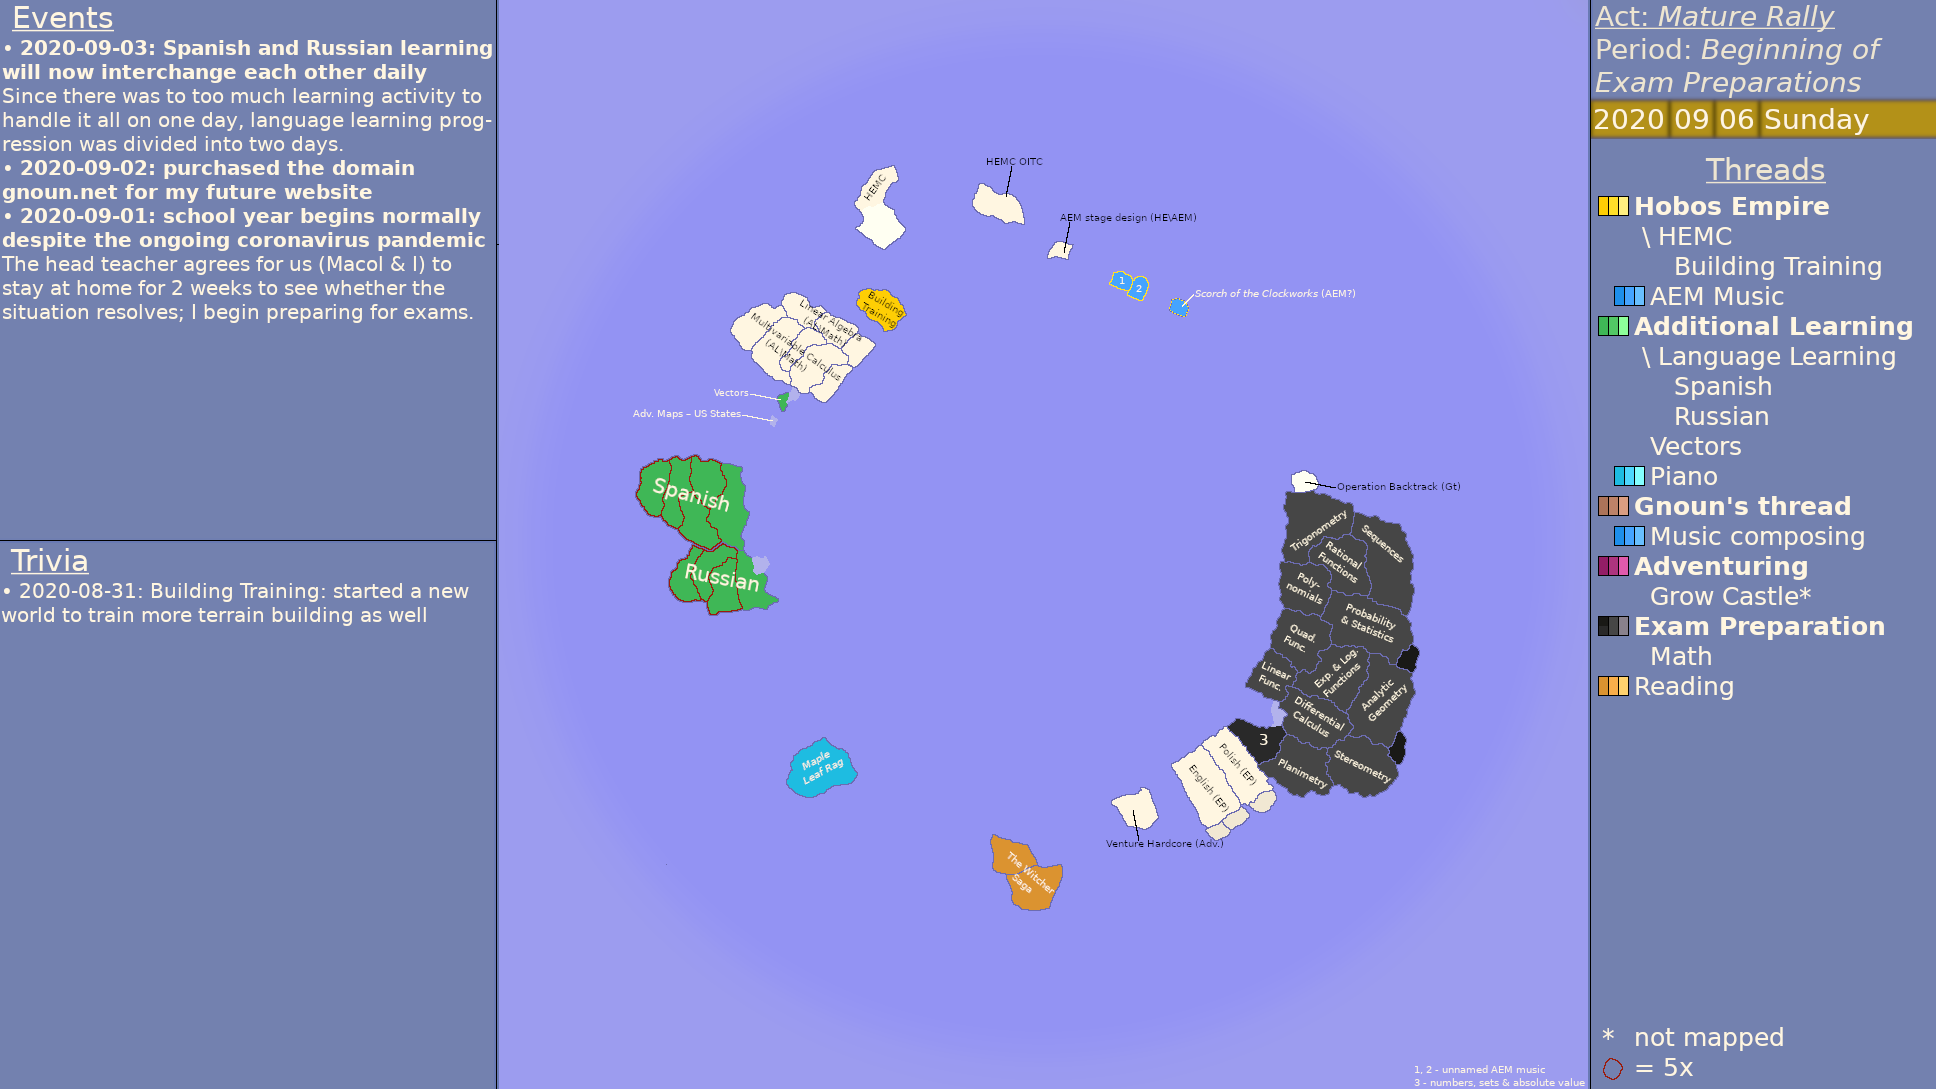 Events
• 2020-09-03: Spanish and Russian learning
will now interchange each other daily
Since there was to too much learning activity to
handle it all on one day, language learning prog-
ression was divided into two days.
• 2020-09-02: purchased the domain
gnoun.net for my future website
• 2020-09-01: school year begins normally
despite the ongoing coronavirus pandemic
The head teacher agrees for us (Macol & I) to
stay at home for 2 weeks to see whether the
situation resolves; I begin preparing for exams.
Trivia
• 2020-08-31: Building Training: started a new
world to train more terrain building as well
HEMC
HEMC OITC
AEM stage design (HE\AEM)
1
2
Scorch of the Clockworks (AEM?)
Building
Training
Linear Algebra
(AL\Math)
Multivariable Calculus
(AL\Math)
Vectors
Adv. Maps – US States
Spanish
Russian
Operation Backtrack (Gt)
Trigonometry
Sequences
Rational
Functions
Poly-
nomials
Probability
& Statistics
Quad.
Func.
Exp. & Log.
Functions
Linear
Func.
Analytic
Geometry
Differential
Calculus
3
Planimetry
Stereometry
Polish (EP)
English (EP)
Maple
Leaf Rag
Venture Hardcore (Adv.)
The Witcher
Saga
1, 2 - unnamed AEM music
3 - numbers, sets & absolute value
Act: Mature Rally
Period: Beginning of
Exam Preparations
2020 09 06 Sunday
Threads
Hobos Empire
\ HEMC
Building Training
AEM Music
Additional Learning
\ Language Learning
Spanish
Russian
Vectors
Piano
Gnoun's thread
Music composing
Adventuring
Grow Castle*
Exam Preparation
Math
Reading
* not mapped
= 5x